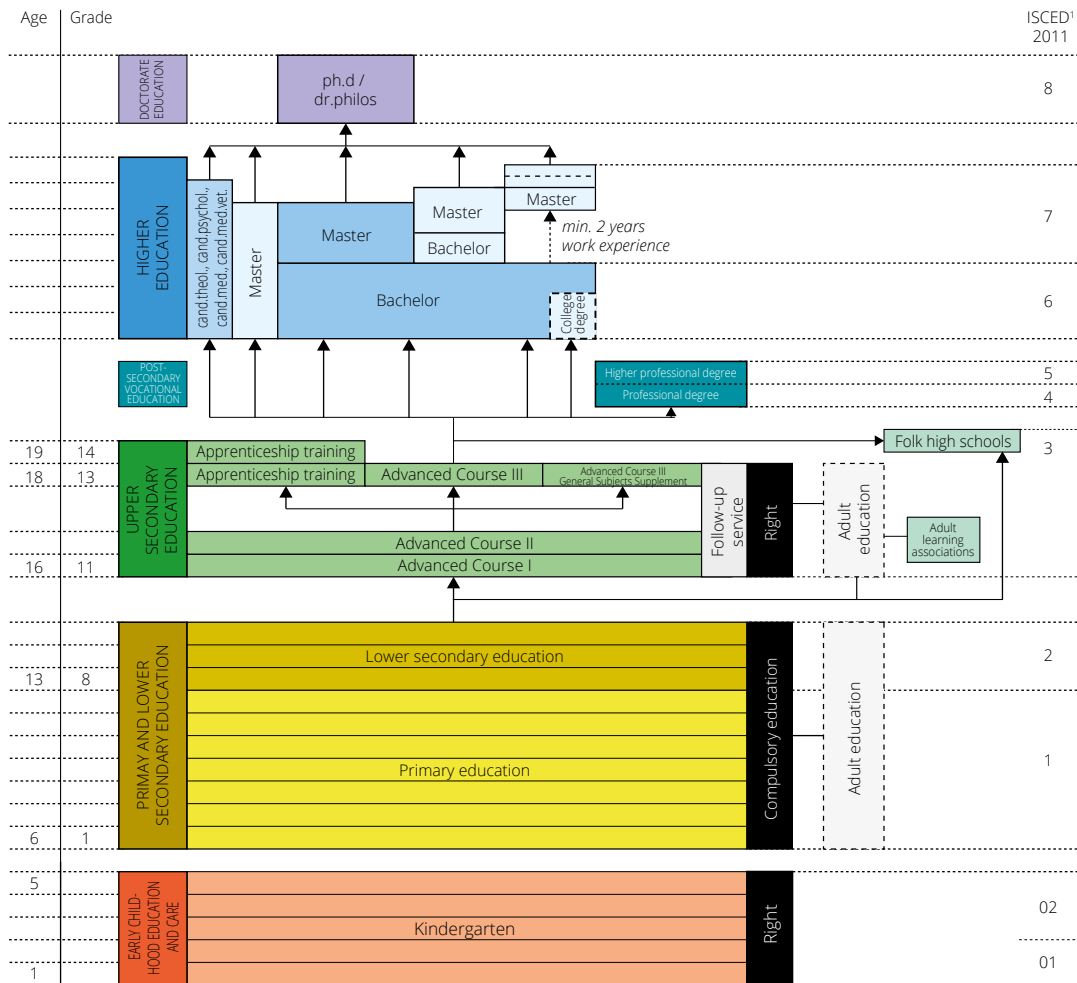 Age
Grade
ISCED¹
2011
DOCTORATE
EDUCATION
ph.d /
dr.philos
8
HIGHER
EDUCATION
cand.theol., cand.psychol.,
cand.med., cand.med.vet.
Master
Master
Master
Bachelor
Master
min. 2 years
work experience
7
Bachelor
College
degree
6
POST-
SECONDARY
VOCATIONAL
EDUCATION
Higher professional degree
Professional degree
5
4
19
14
18
13
16
11
UPPER
SECONDARY
EDUCATION
Apprenticeship training
Apprenticeship training
Advanced Course III
Advanced Course III
General Subjects Supplement
Advanced Course II
Advanced Course I
Follow-up
service
Right
Adult
education
Folk high schools
Adult
learning
associations
3
PRIMAY AND LOWER
SECONDARY EDUCATION
13
8
6
1
Lower secondary education
Primary education
Compulsory education
Adult education
2
1
5
1
EARLY CHILD-
HOOD EDUCATION
AND CARE
Kindergarten
Right
02
01